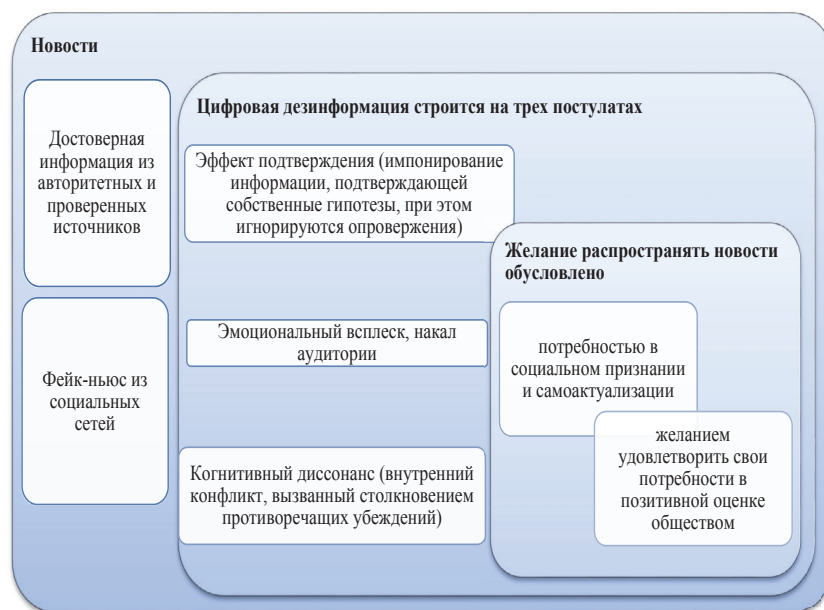 Новости
Достоверная
информация из
авторитетных и
проверенных
источников
Фейк-ньюс из
социальных
сетей
Цифровая дезинформация строится на трех постулатах
Эффект подтверждения (импонирование
информации, подтверждающей
собственные гипотезы, при этом
игнорируются опровержения)
Эмоциональный всплеск, накал
аудитории
Когнитивный диссонанс (внутренний
конфликт, вызванный столкновением
противоречащих убеждений)
Желание распространять новости
обусловлено
потребностью в
социальном признании
и самоактуализации
желанием
удовлетворить свои
потребности в
позитивной оценке
обществом